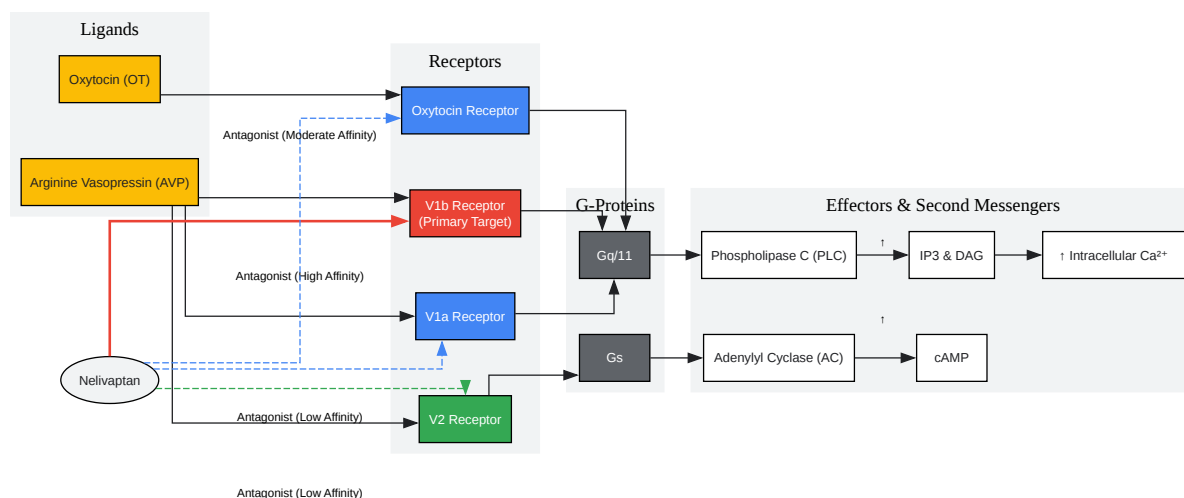 Ligands
Oxytocin (OT)
Arginine Vasopressin (AVP)
Nelivaptan
Antagonist (Moderate Affinity)
Antagonist (High Affinity)
Antagonist (Low Affinity)
Antagonist (Low Affinity)
Receptors
Oxytocin Receptor
V1b Receptor
(Primary Target)
V1a Receptor
V2 Receptor
G-Proteins
Gq/11
Gs
Effectors & Second Messengers
Phospholipase C (PLC)
↑
IP3 & DAG
↑ Intracellular Ca²⁺
↑
Adenylyl Cyclase (AC)
cAMP